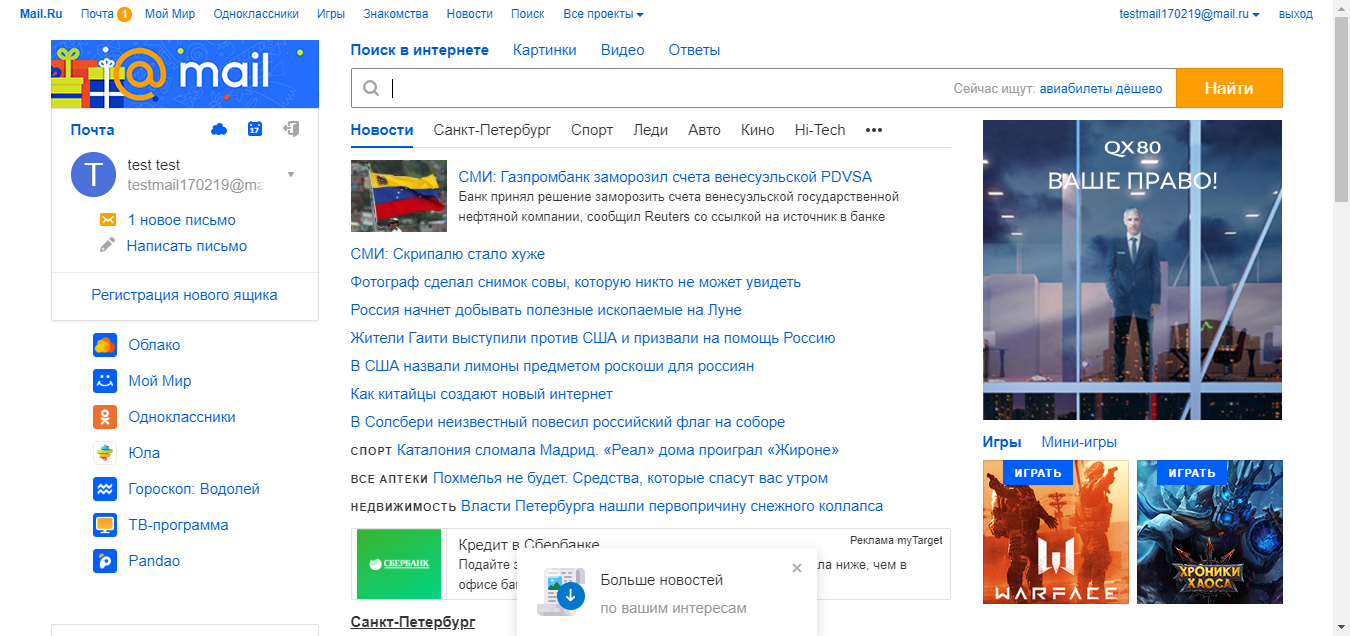 Mail.Ru Почта 1 Мой Мир Одноклассники Игры Знакомства Новости Поиск Все проекты testmail170219@mail.ru выход
@mail
Почта 17
T
test test
testmail170219@ma
1 новое письмо
Написать письмо
Регистрация нового ящика
Облако
Мой Мир
Одноклассники
Юла
Гороскоп: Водолей
ТВ-программа
Pandao
Поиск в интернете Картинки Видео Ответы
Сейчас ищут: авиабилеты дёшево Найти
Новости Санкт-Петербург Спорт Леди Авто Кино Hi-Tech •••
СМИ: Газпромбанк заморозил счета венесуэльской PDVSA
Банк принял решение заморозить счета венесуэльской государственной
нефтяной компании, сообщил Reuters со ссылкой на источник в банке
СМИ: Скрипалю стало хуже
Фотограф сделал снимок совы, которую никто не может увидеть
Россия начнет добывать полезные ископаемые на Луне
Жители Гаити выступили против США и призвали на помощь Россию
В США назвали лимоны предметом роскоши для россиян
Как китайцы создают новый интернет
В Солсбери неизвестный повесил российский флаг на соборе
СПОРТ Каталония сломала Мадрид. «Реал» дома проиграл «Жироне»
ВСЕ АПТЕКИ Похмелья не будет. Средства, которые спасут вас утром
НЕДВИЖИМОСТЬ Власти Петербурга нашли первопричину снежного коллапса
СБЕРБАНК
Кредит в Сбербанке
Реклама myTarget
Подайте з ла ниже, чем в
офисе бан
Больше новостей
по вашим интересам
Санкт-Петербург
QX80
ВАШЕ ПРАВО!
Игры Мини-игры
ИГРАТЬ
WARFACE
ИГРАТЬ
ХРОНИКИ
ХАОСА